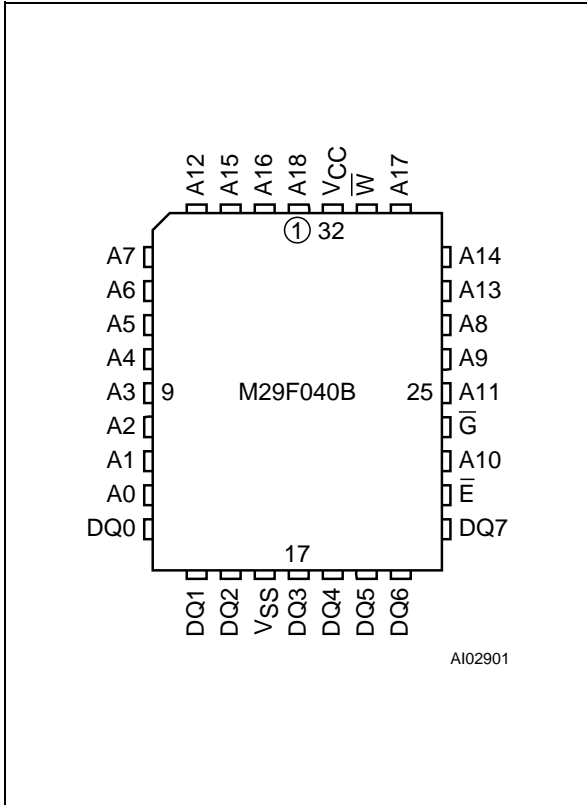 A12 A15 A16 A18 VCC W̅ A17
① 32
A7 A14
A6 A13
A5 A8
A4 A9
A3 9 M29F040B 25 A11
A2 G̅
A1 A10
A0 E̅
DQ0 DQ7
17
DQ1 DQ2 VSS DQ3 DQ4 DQ5 DQ6
AI02901